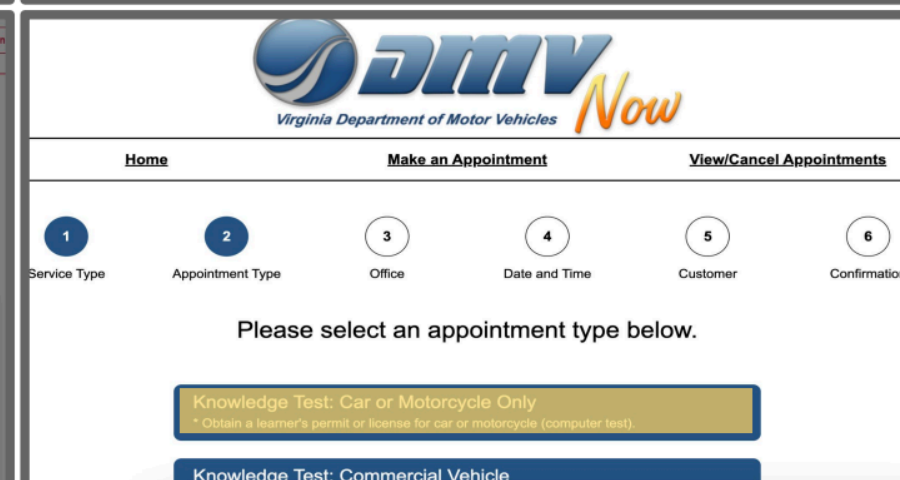 DMV
Now
Virginia Department of Motor Vehicles
Home Make an Appointment View/Cancel Appointments
1 2 3 4 5 6
Service Type Appointment Type Office Date and Time Customer Confirmation
Please select an appointment type below.
Knowledge Test: Car or Motorcycle Only
* Obtain a learner's permit or license for car or motorcycle (computer test).
Knowledge Test: Commercial Vehicle